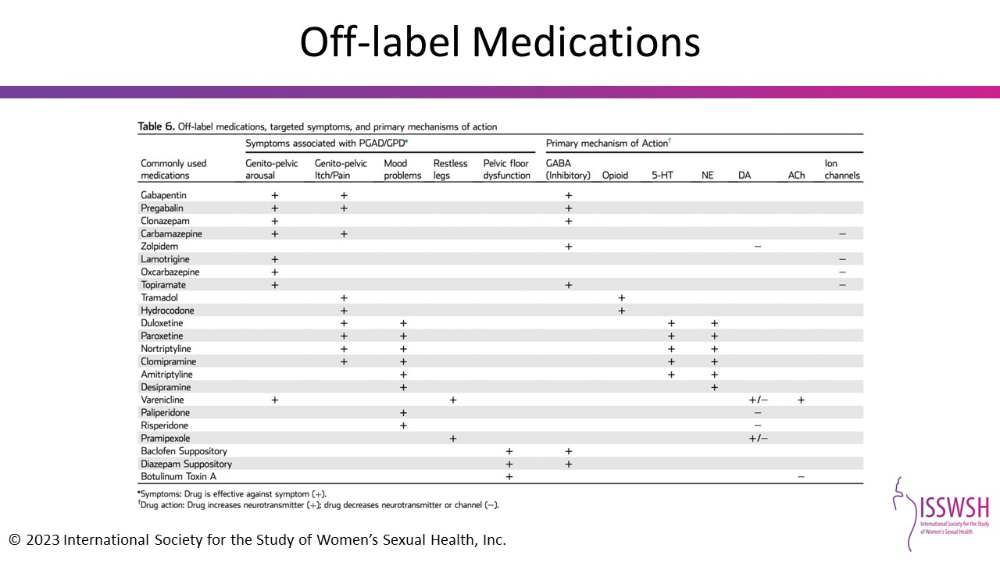 Off-label Medications
Table 6. Off-label medications, targeted symptoms, and primary mechanisms of action
Symptoms associated with PGAD/GPD* Primary mechanism of Action†
Commonly used medications Genito-pelvic arousal Genito-pelvic Itch/Pain Mood problems Restless legs Pelvic floor dysfunction GABA (Inhibitory) Opioid 5-HT NE DA ACh Ion channels
Gabapentin + + +
Pregabalin + + +
Clonazepam + +
Carbamazepine + + −
Zolpidem + −
Lamotrigine + −
Oxcarbazepine + −
Topiramate + + −
Tramadol + +
Hydrocodone + +
Duloxetine + + + +
Paroxetine + + + +
Nortriptyline + + + +
Clomipramine + + + +
Amitriptyline + + +
Desipramine + +
Varenicline + + +/− +
Paliperidone + −
Risperidone + −
Pramipexole + +/−
Baclofen Suppository + +
Diazepam Suppository + +
Botulinum Toxin A + −
*Symptoms: Drug is effective against symptom (+).
†Drug action: Drug increases neurotransmitter (+); drug decreases neurotransmitter or channel (−).
ISSWSH
International Society for the Study
of Women's Sexual Health
© 2023 International Society for the Study of Women’s Sexual Health, Inc.